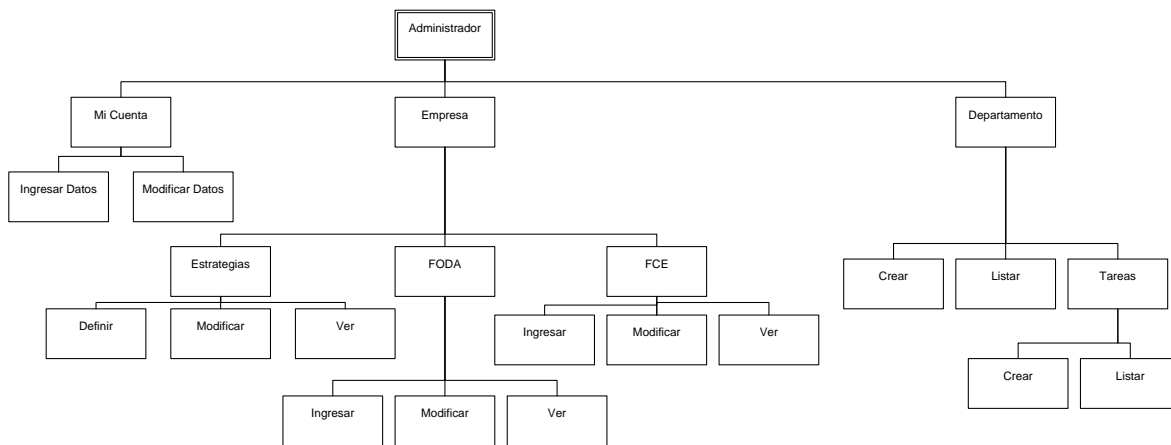 Administrador
Mi Cuenta
Empresa
Departamento
Ingresar Datos
Modificar Datos
Estrategias
FODA
FCE
Crear
Listar
Tareas
Definir
Modificar
Ver
Ingresar
Modificar
Ver
Crear
Listar
Ingresar
Modificar
Ver